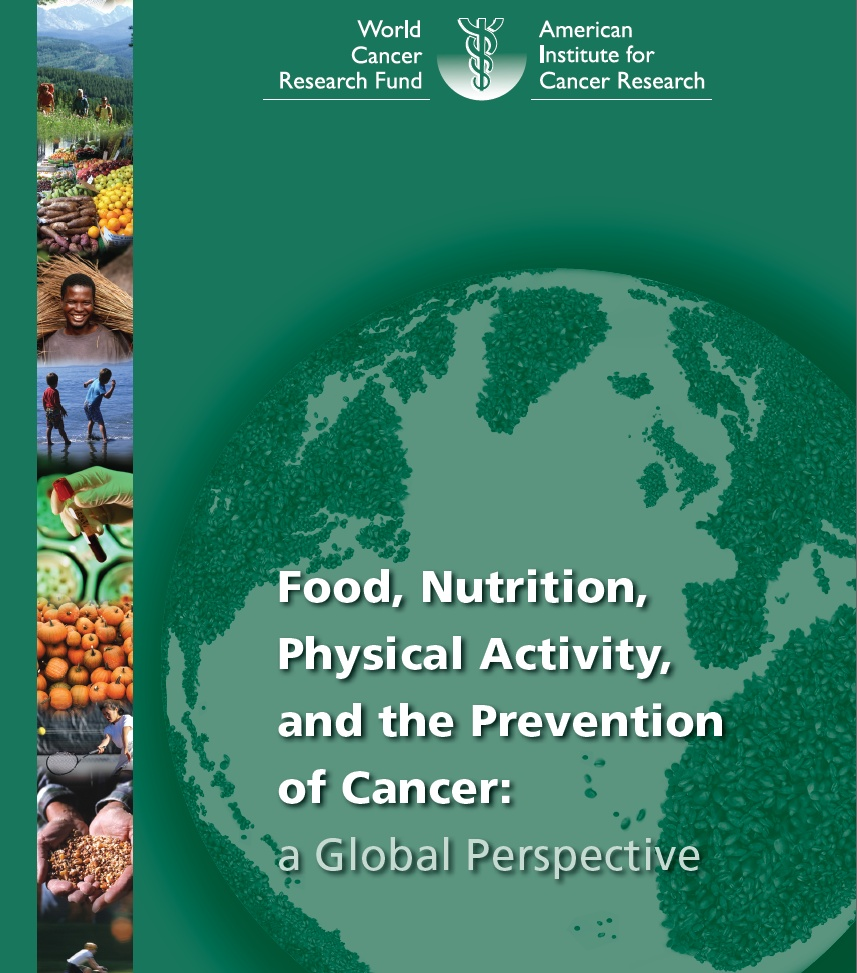 World
Cancer
Research Fund
American
Institute for
Cancer Research
Food, Nutrition,
Physical Activity,
and the Prevention
of Cancer:
a Global Perspective